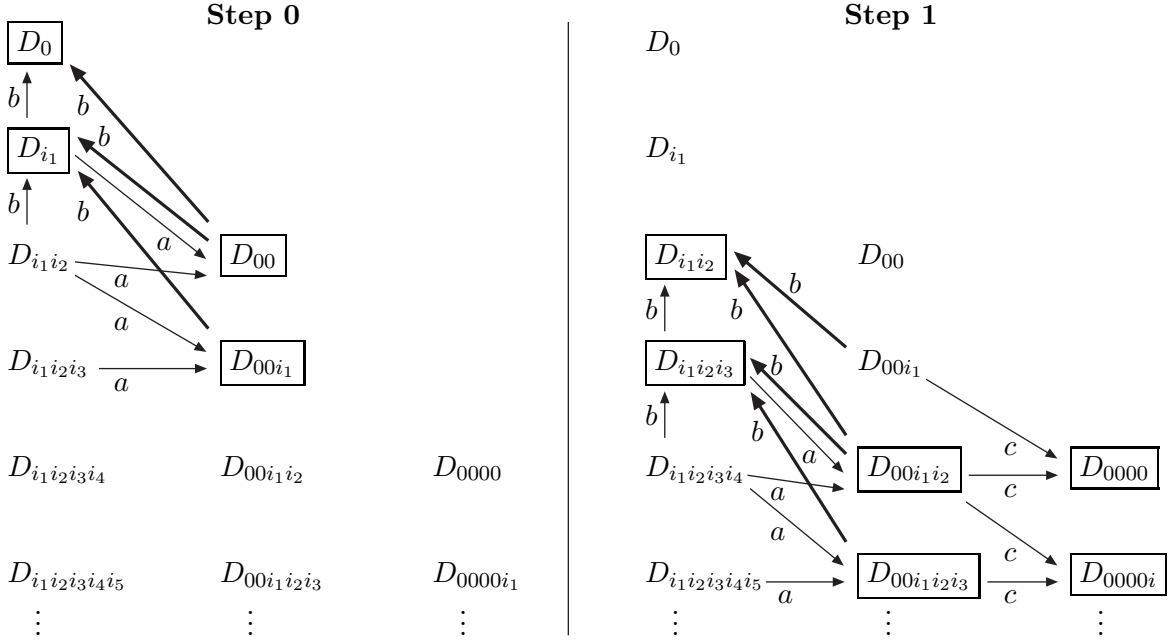 Step 0 Step 1
D_0 D_0
b b
b
D_{i_1} D_{i_1}
b b a
D_{i_1i_2} D_{00} D_{i_1i_2} D_{00}
a b
a b b
D_{i_1i_2i_3} D_{00i_1} D_{i_1i_2i_3} b D_{00i_1}
a
b b a c
D_{i_1i_2i_3i_4} D_{00i_1i_2} D_{0000} D_{i_1i_2i_3i_4} D_{00i_1i_2} D_{0000}
a c
a c
D_{i_1i_2i_3i_4i_5} D_{00i_1i_2i_3} D_{0000i_1} D_{i_1i_2i_3i_4i_5} D_{00i_1i_2i_3} D_{0000i}
a c
⋮ ⋮ ⋮ ⋮ ⋮ ⋮